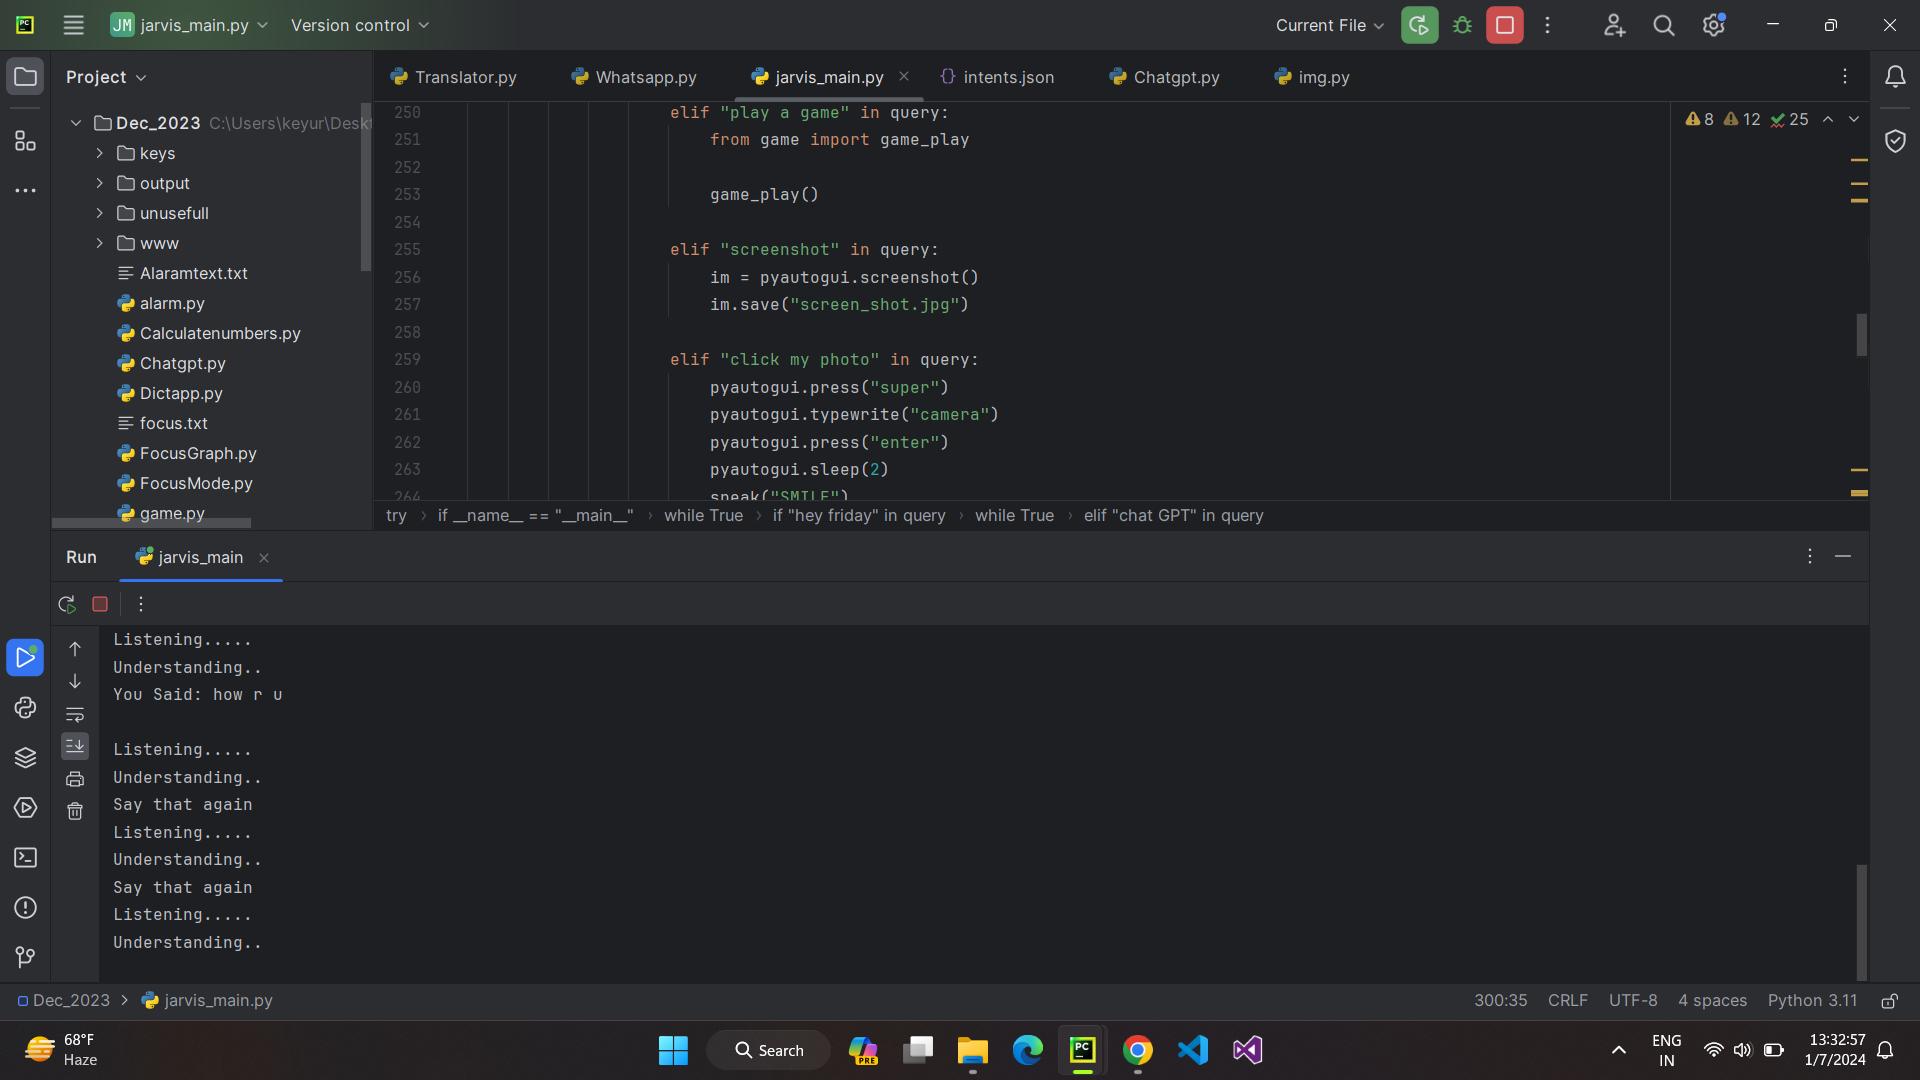 JM jarvis_main.py Version control Current File
Project
Translator.py Whatsapp.py jarvis_main.py intents.json Chatgpt.py img.py
Dec_2023 C:\Users\keyur\Deskt
keys
output
unusefull
www
Alaramtext.txt
alarm.py
Calculatenumbers.py
Chatgpt.py
Dictapp.py
focus.txt
FocusGraph.py
FocusMode.py
game.py
8 12 25
250 elif "play a game" in query:
251 from game import game_play
252
253 game_play()
254
255 elif "screenshot" in query:
256 im = pyautogui.screenshot()
257 im.save("screen_shot.jpg")
258
259 elif "click my photo" in query:
260 pyautogui.press("super")
261 pyautogui.typewrite("camera")
262 pyautogui.press("enter")
263 pyautogui.sleep(2)
264 speak("SMILE")
try > if __name__ == "__main__" > while True > if "hey friday" in query > while True > elif "chat GPT" in query
Run jarvis_main
Listening.....
Understanding..
You Said: how r u
Listening.....
Understanding..
Say that again
Listening.....
Understanding..
Say that again
Listening.....
Understanding..
Dec_2023 > jarvis_main.py 300:35 CRLF UTF-8 4 spaces Python 3.11
68°F
Haze
Search
PRE
PC
ENG
IN
13:32:57
1/7/2024